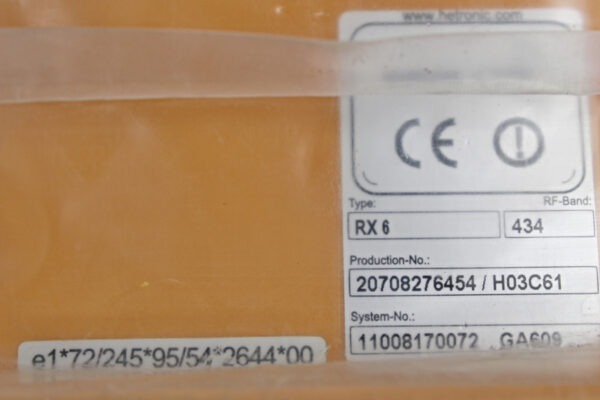 www.hetronic.com
CE
Type: RF-Band:
RX 6 434
Production-No.:
20708276454 / H03C61
System-No.:
11008170072 GA609
e1*72/245*95/54*2644*00